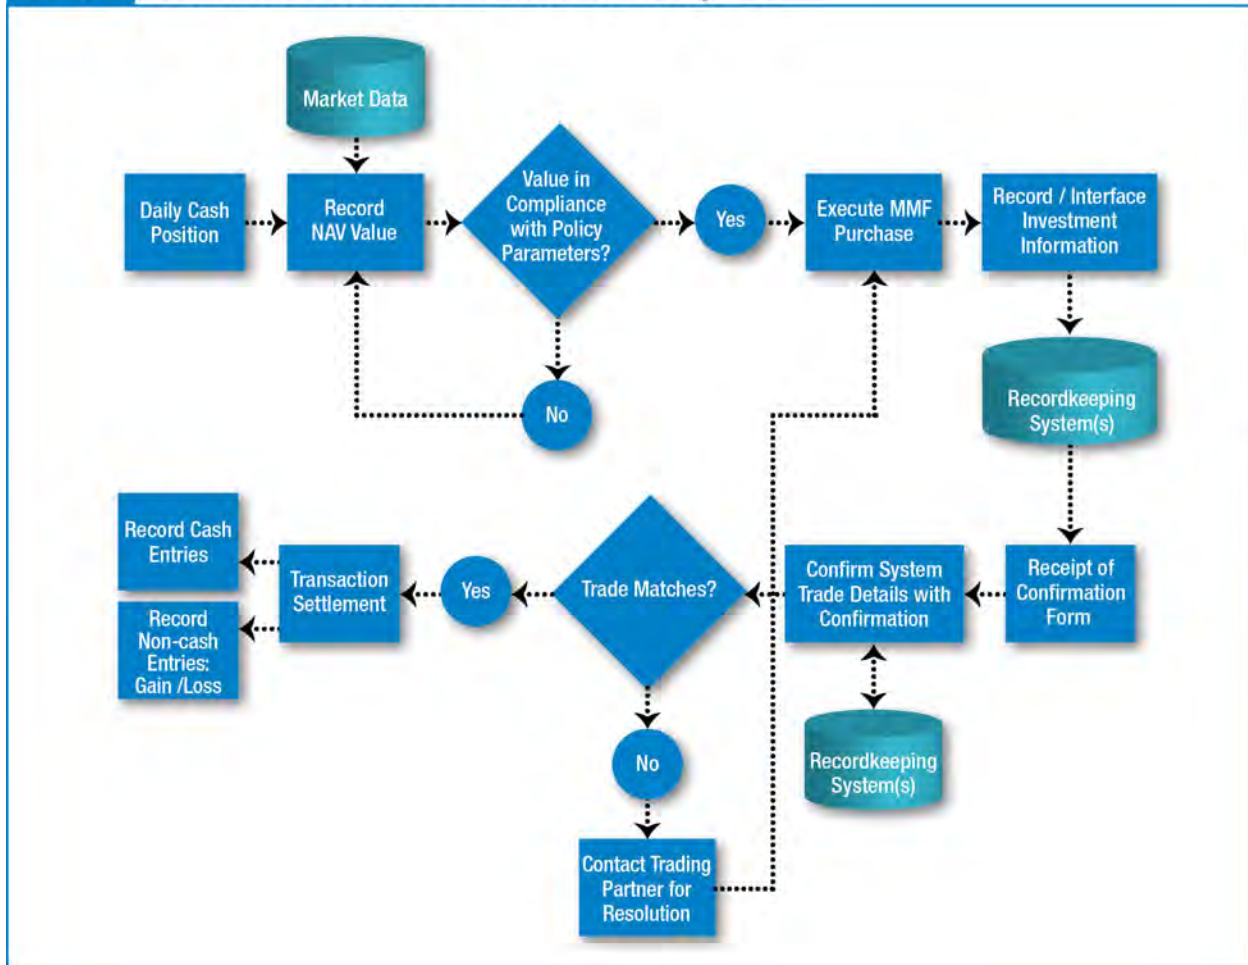 Market Data
Daily Cash
Position
Record
NAV Value
Value in
Compliance
with Policy
Parameters?
Yes
Execute MMF
Purchase
Record / Interface
Investment
Information
No
Recordkeeping
System(s)
Record Cash
Entries
Record
Non-cash
Entries:
Gain /Loss
Transaction
Settlement
Yes
Trade Matches?
Confirm System
Trade Details with
Confirmation
Receipt of
Confirmation
Form
No
Recordkeeping
System(s)
Contact Trading
Partner for
Resolution